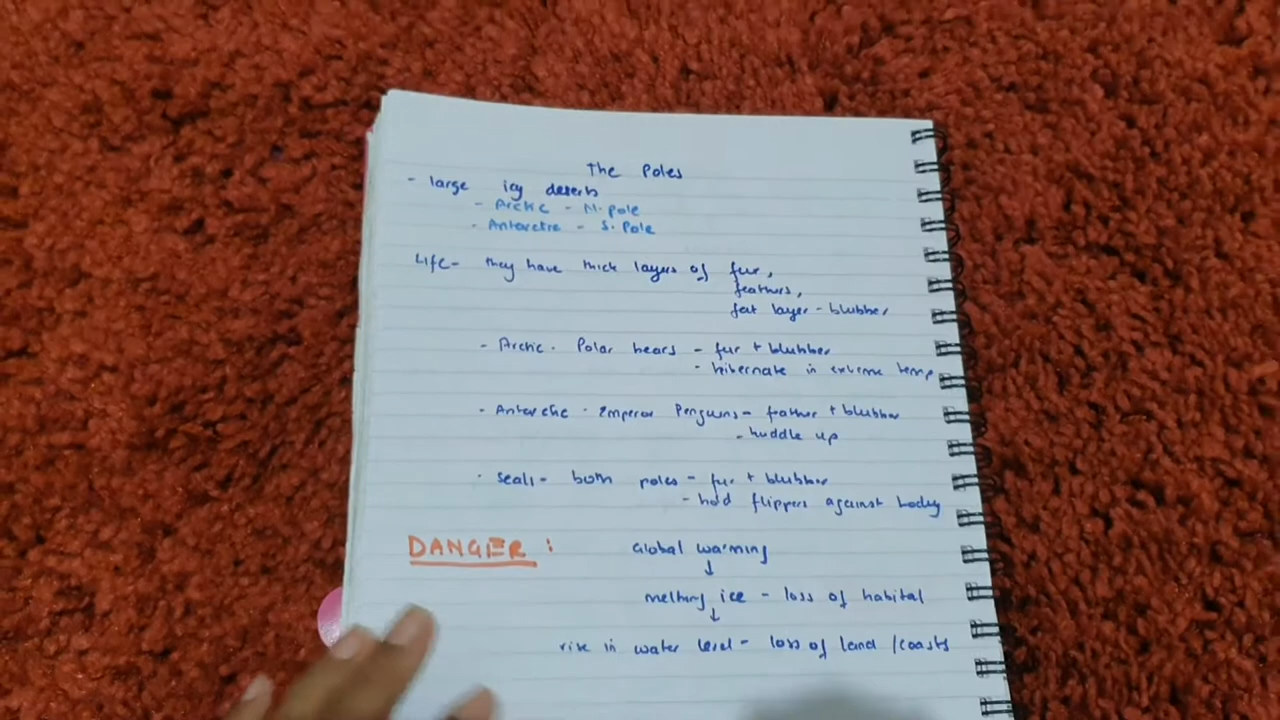 The Poles
- large icy deserts
- Arctic - N. pole
- Antarctic - S. Pole
Life - they have thick layers of fur,
feathers,
fat layer - blubber
- Arctic - Polar bears - fur + blubber
- hibernate in extreme temp
- Antarctic - Emperor Penguins - feather + blubber
- huddle up
- seals - both poles - fur + blubber
- hold flippers against body
DANGER :
Global warming
↓
melting ice - loss of habitat
↓
rise in water level - loss of land / coasts